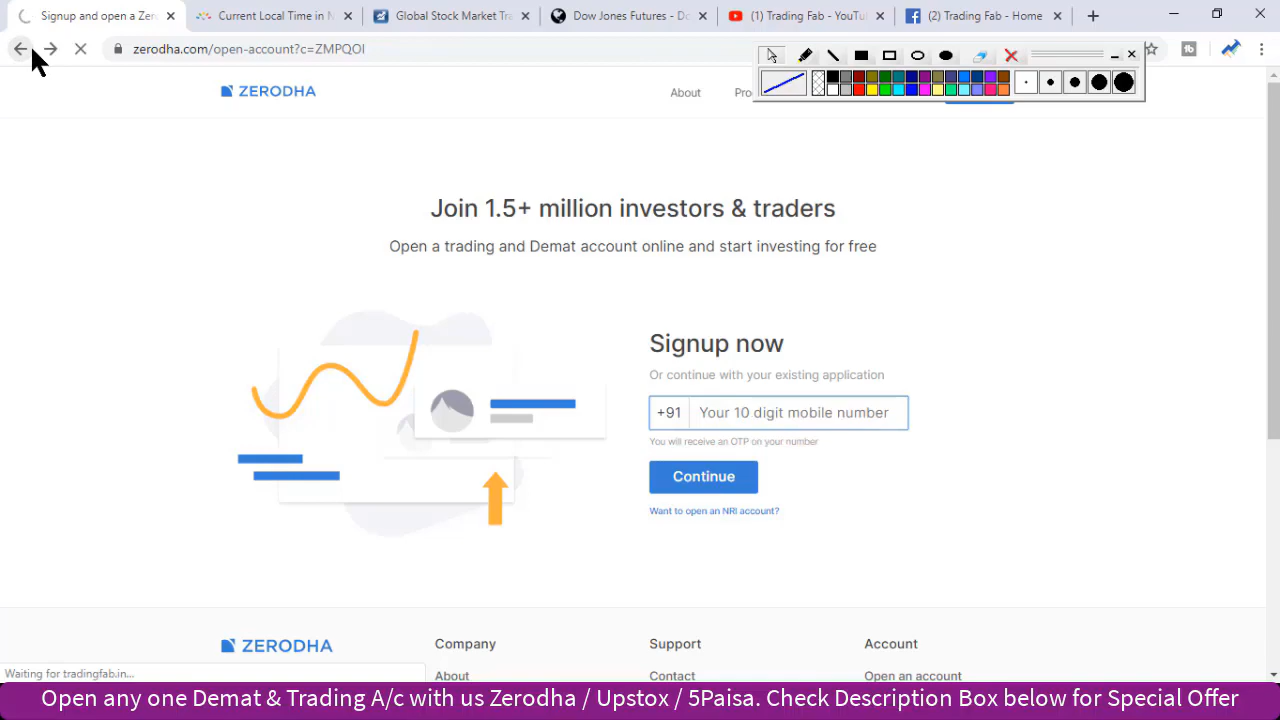 Signup and open a Zer
Current Local Time in N
Global Stock Market Tra
Dow Jones Futures - Do
(1) Trading Fab - YouTu
(2) Trading Fab - Home
zerodha.com/open-account?c=ZMPQOI
ZERODHA
About
Pro
Join 1.5+ million investors & traders
Open a trading and Demat account online and start investing for free
Signup now
Or continue with your existing application
+91 Your 10 digit mobile number
You will receive an OTP on your number
Continue
Want to open an NRI account?
ZERODHA
Company
Support
Account
About
Contact
Open an account
Waiting for tradingfab.in...
Open any one Demat & Trading A/c with us Zerodha / Upstox / 5Paisa. Check Description Box below for Special Offer